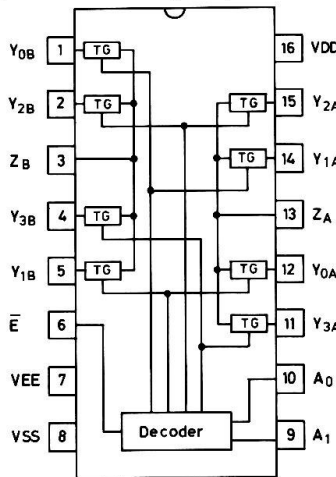 Y0B 1 TG 16 VDD
Y2B 2 TG TG 15 Y2A
ZB 3 TG 14 Y1A
Y3B 4 TG 13 ZA
Y1B 5 TG TG 12 Y0A
E̅ 6 TG 11 Y3A
VEE 7 10 A0
VSS 8 Decoder 9 A1